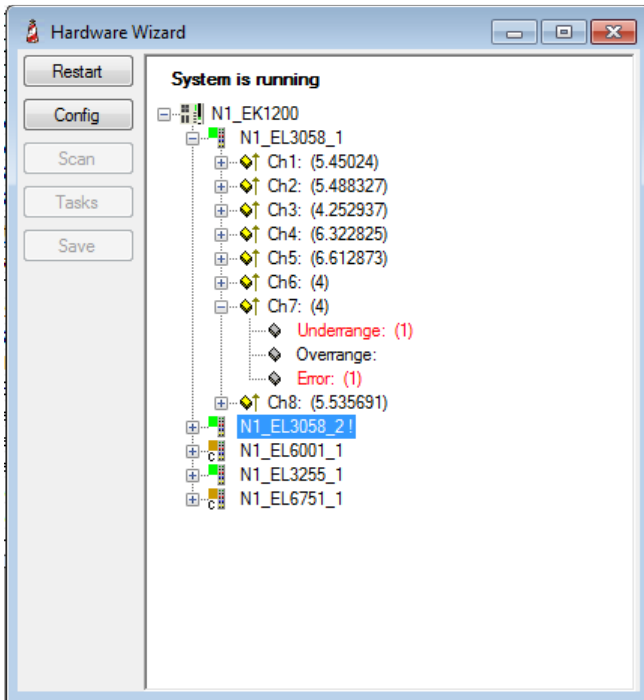 Hardware Wizard
Restart
Config
Scan
Tasks
Save
System is running
N1_EK1200
N1_EL3058_1
Ch1: (5.45024)
Ch2: (5.488327)
Ch3: (4.252937)
Ch4: (6.322825)
Ch5: (6.612873)
Ch6: (4)
Ch7: (4)
Underrange: (1)
Overrange:
Error: (1)
Ch8: (5.535691)
N1_EL3058_2 !
C N1_EL6001_1
N1_EL3255_1
C N1_EL6751_1